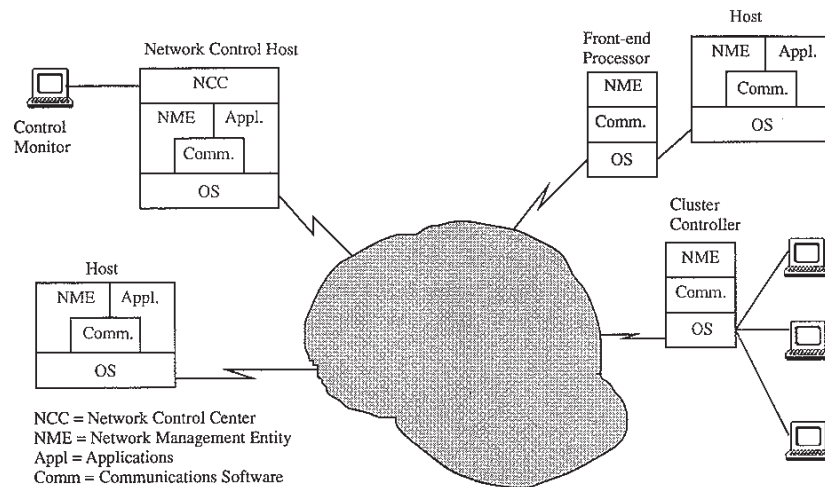 Network Control Host
NCC
NME
Appl.
Comm.
OS
Control
Monitor
Front-end
Processor
NME
Comm.
OS
Host
NME
Appl.
Comm.
OS
Cluster
Controller
NME
Comm.
OS
Host
NME
Appl.
Comm.
OS
NCC = Network Control Center
NME = Network Management Entity
Appl = Applications
Comm = Communications Software